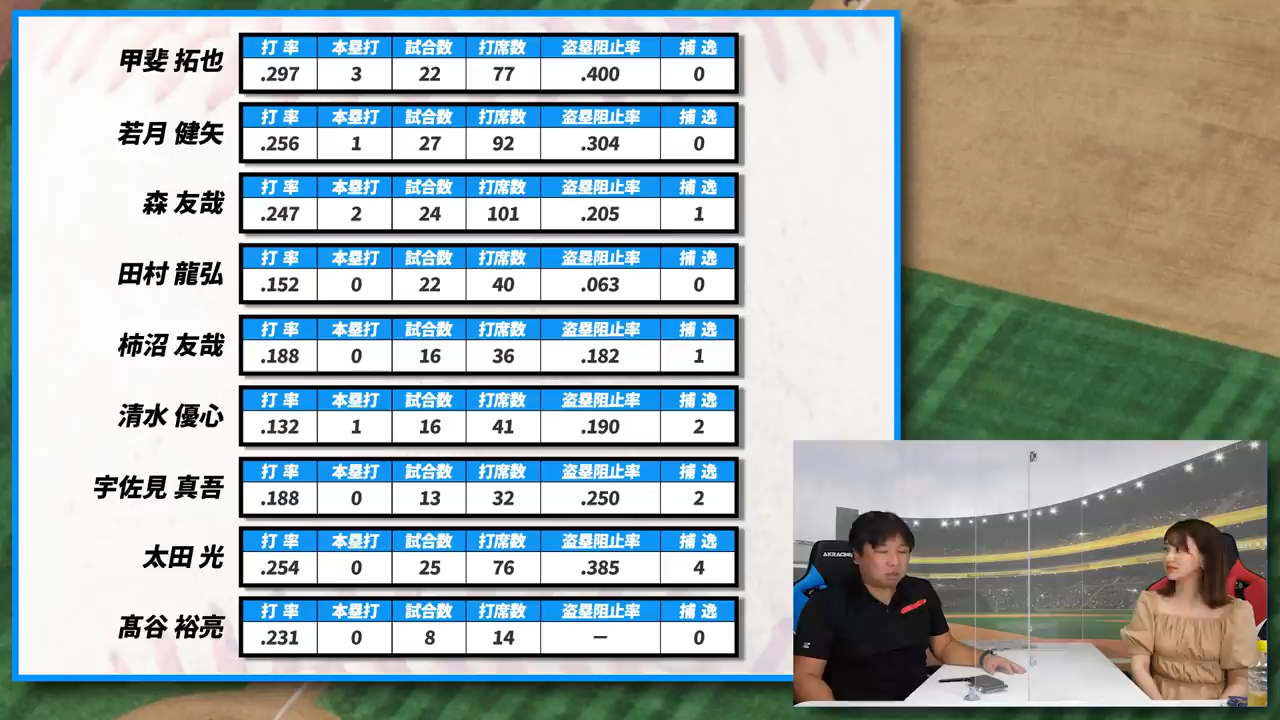 甲斐 拓也
打率 本塁打 試合数 打席数 盗塁阻止率 捕逸
.297 3 22 77 .400 0
若月 健矢
打率 本塁打 試合数 打席数 盗塁阻止率 捕逸
.256 1 27 92 .304 0
森 友哉
打率 本塁打 試合数 打席数 盗塁阻止率 捕逸
.247 2 24 101 .205 1
田村 龍弘
打率 本塁打 試合数 打席数 盗塁阻止率 捕逸
.152 0 22 40 .063 0
柿沼 友哉
打率 本塁打 試合数 打席数 盗塁阻止率 捕逸
.188 0 16 36 .182 1
清水 優心
打率 本塁打 試合数 打席数 盗塁阻止率 捕逸
.132 1 16 41 .190 2
宇佐見 真吾
打率 本塁打 試合数 打席数 盗塁阻止率 捕逸
.188 0 13 32 .250 2
太田 光
打率 本塁打 試合数 打席数 盗塁阻止率 捕逸
.254 0 25 76 .385 4
髙谷 裕亮
打率 本塁打 試合数 打席数 盗塁阻止率 捕逸
.231 0 8 14 － 0
AKRACING